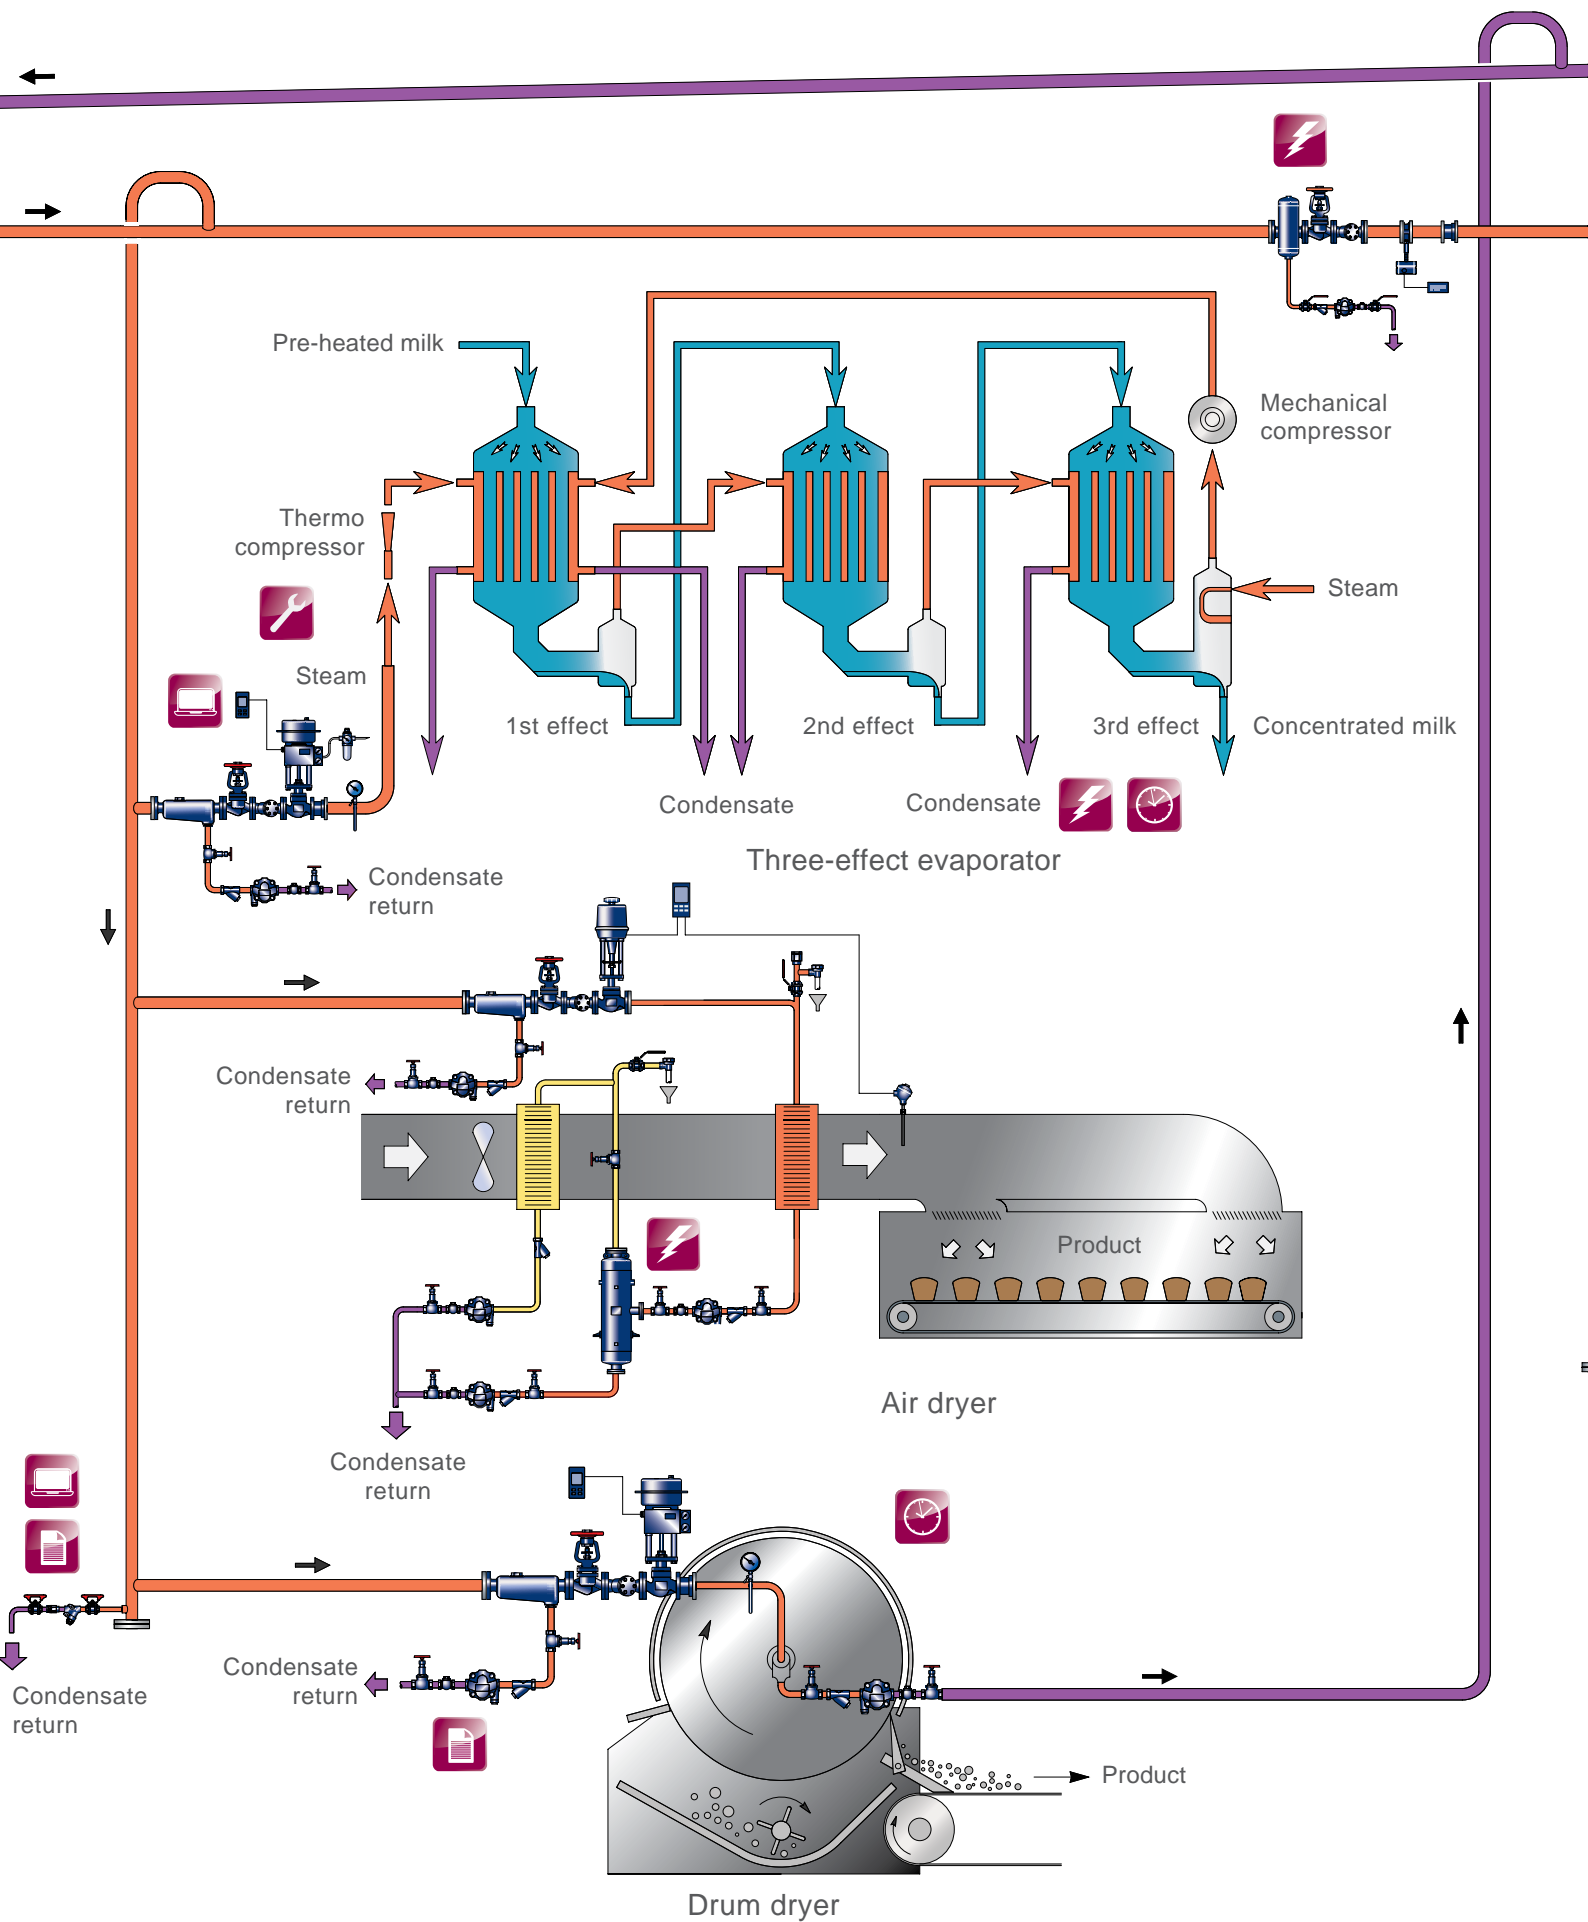 Pre-heated milk
Mechanical
compressor
Thermo
compressor
Steam
Steam
1st effect
2nd effect
3rd effect
Concentrated milk
Condensate
Condensate
Three-effect evaporator
Condensate
return
Condensate
return
Product
Air dryer
Condensate
return
Condensate
return
Condensate
return
Product
Drum dryer